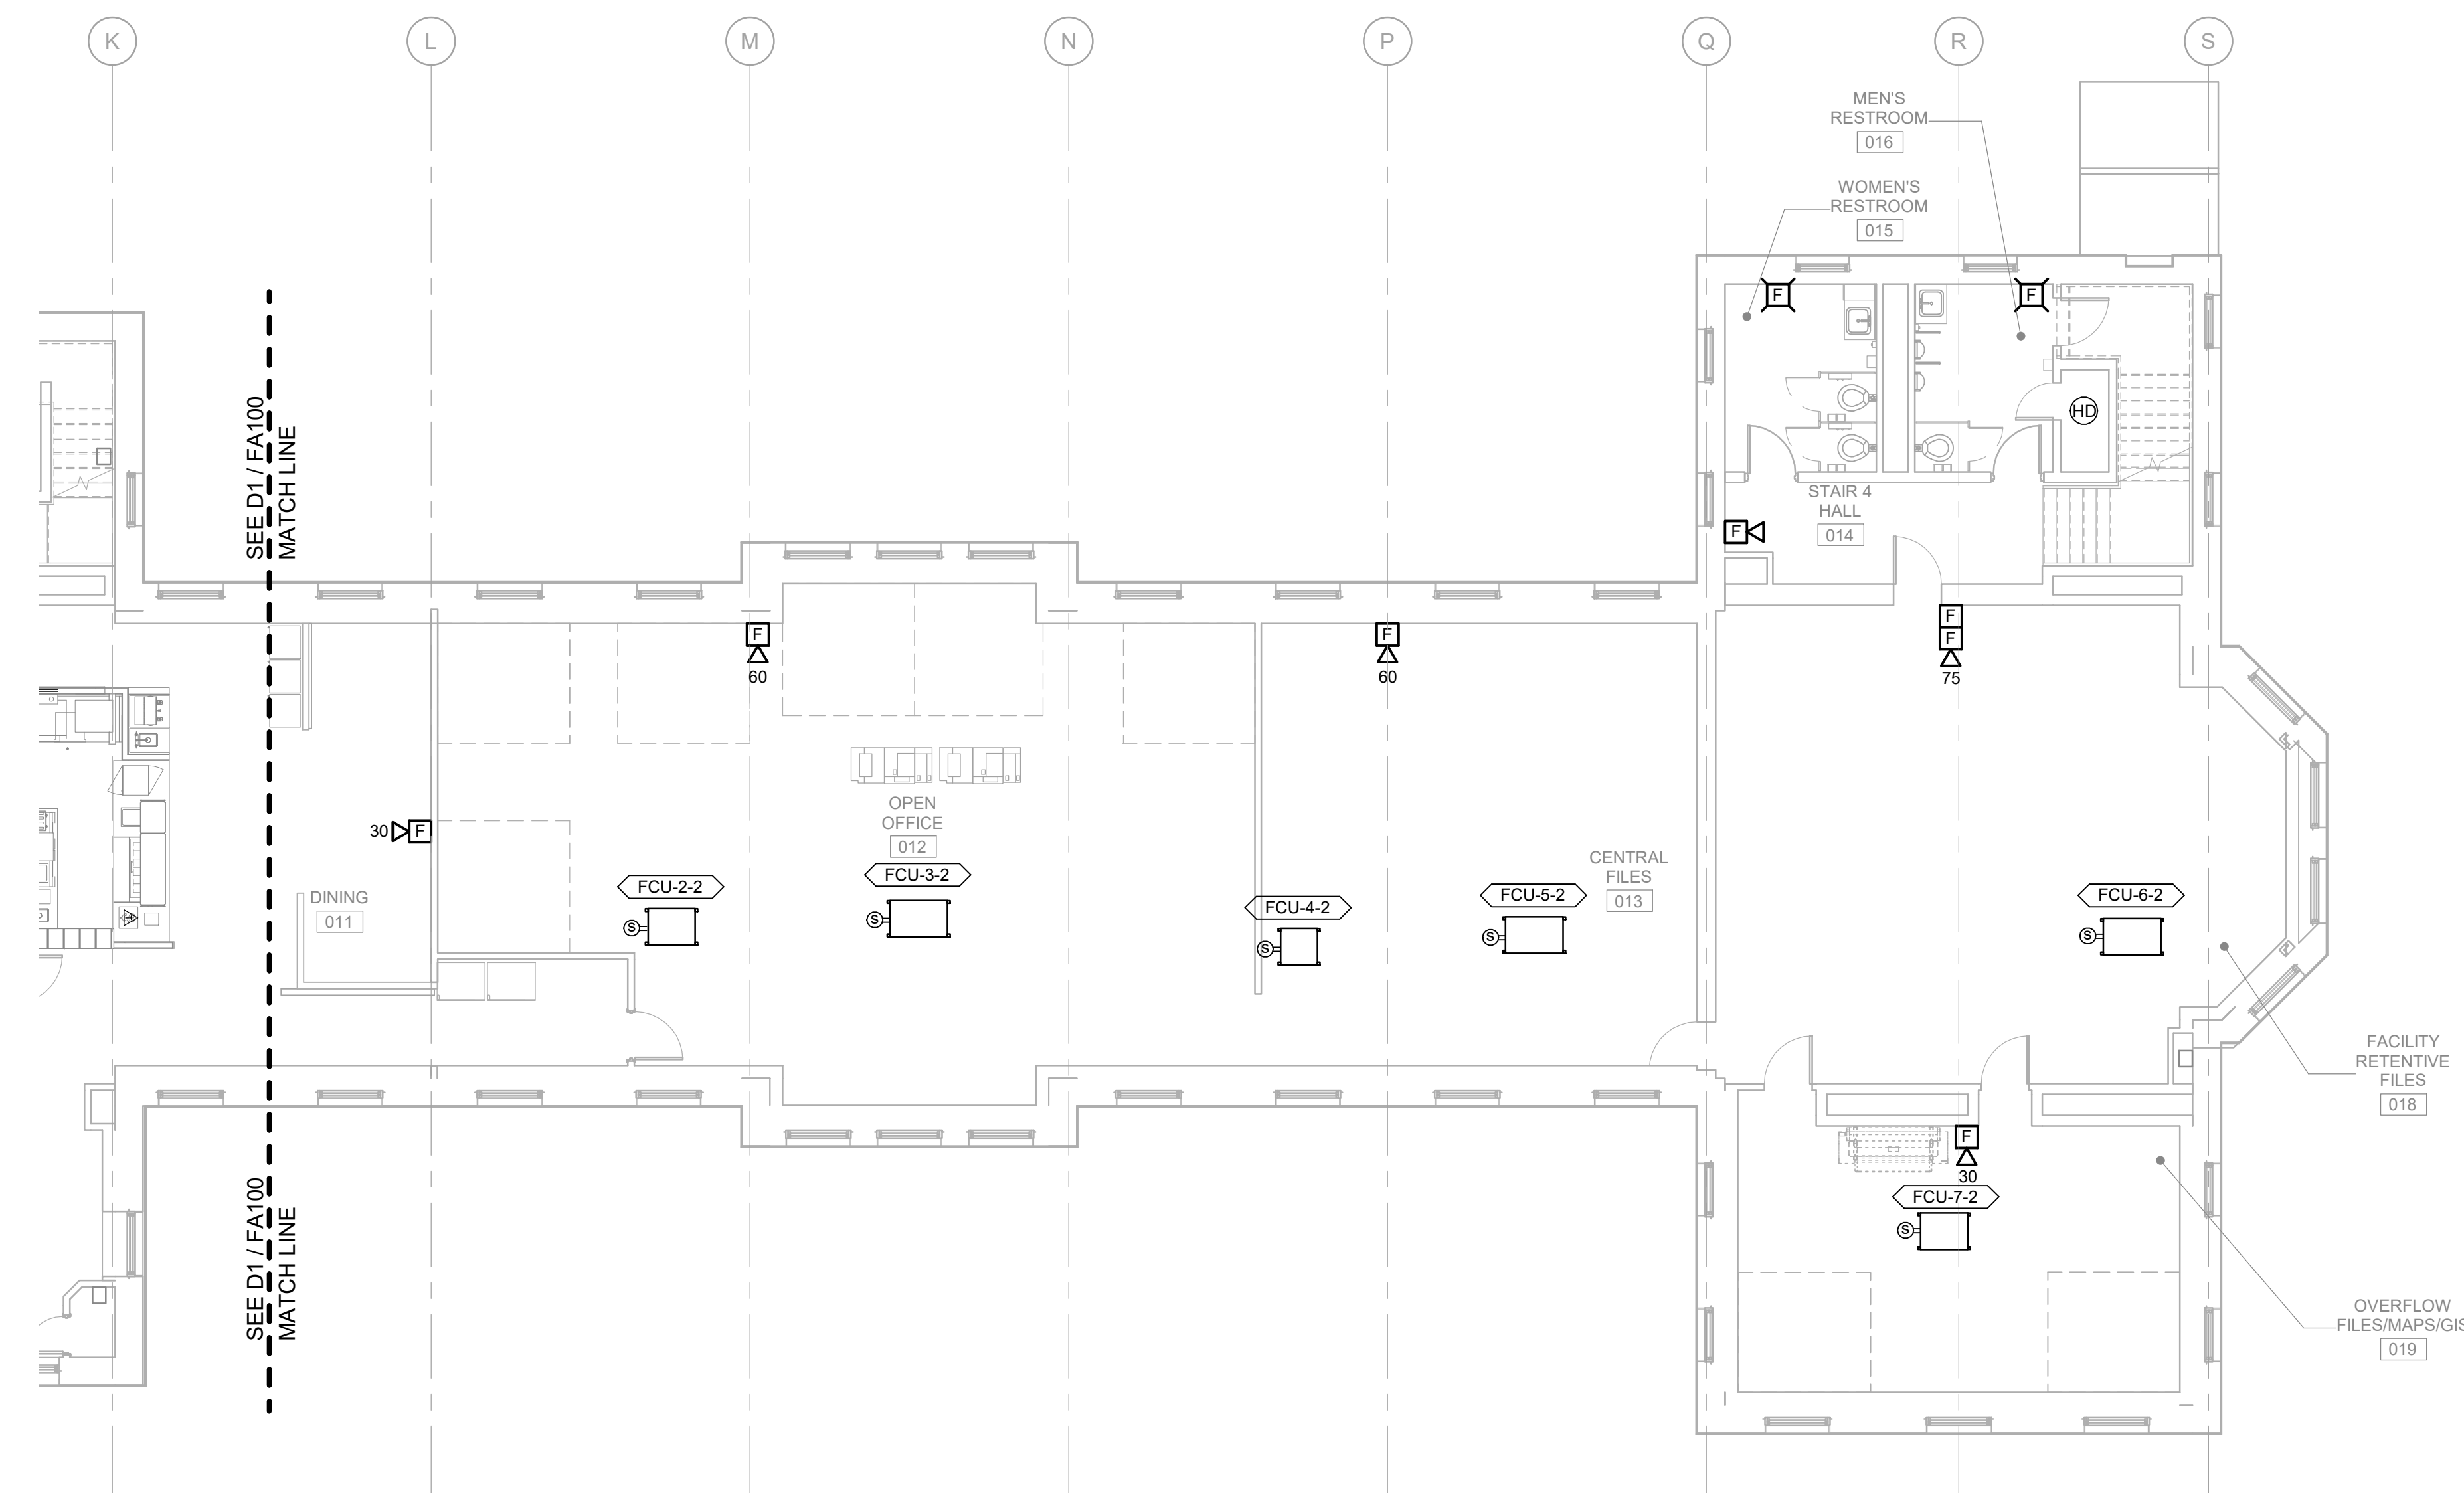 K
L
M
N
P
Q
R
S
MEN'S
RESTROOM
016
WOMEN'S
RESTROOM
015
F
F
HD
SEE D1 / FA100
MATCH LINE
STAIR 4
HALL
014
F
F
60
F
60
F
F
75
30
F
OPEN
OFFICE
012
FCU-2-2
S
FCU-3-2
S
DINING
011
FCU-4-2
S
CENTRAL
FILES
013
FCU-5-2
S
FCU-6-2
S
FACILITY
RETENTIVE
FILES
018
F
30
FCU-7-2
S
SEE D1 / FA100
MATCH LINE
OVERFLOW
FILES/MAPS/GIS
019